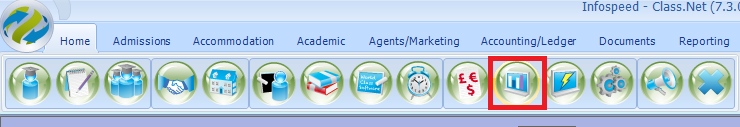 Infospeed - Class.Net (7.3.0
Home Admissions Accommodation Academic Agents/Marketing Accounting/Ledger Documents Reporting
£€
$